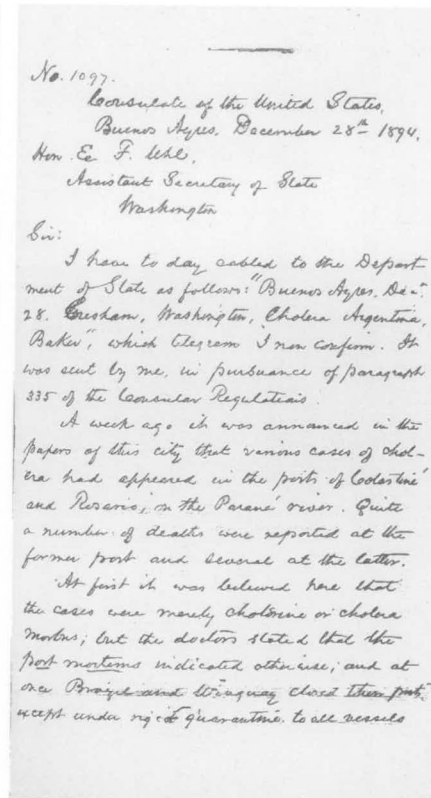 No. 1097.
Consulate of the United States,
Buenos Ayres, December 28th 1894.
Hon. E. F. Uhl,
Assistant Secretary of State
Washington
Sir:
I have to day cabled to the Depart
ment of State as follows: "Buenos Ayres, Dec.
28. Gresham, Washington, Cholera Argentina,
Baker", which telegram I now confirm. It
was sent by me, in pursuance of paragraph
335 of the Consular Regulations.
A week ago it was announced in the
papers of this city that various cases of chol-
era had appeared in the ports of Colastiné
and Rosario, in the Paraná river. Quite
a number of deaths were reported at the
former port and several at the latter.
At first it was believed here that
the cases were merely cholerine or cholera
morbus; but the doctors stated that the
post mortems indicated otherwise; and at
once Brazil and Uruguay closed their ports
except under rigid quarantine to all vessels